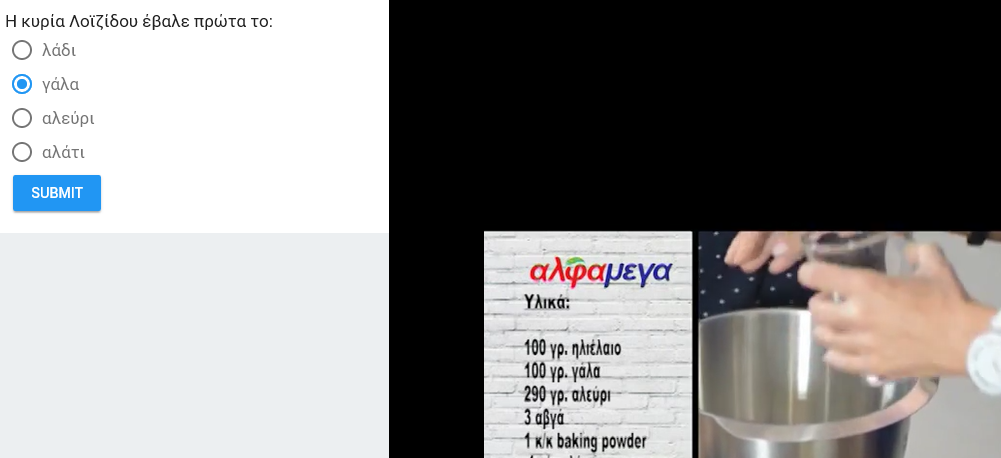 Η κυρία Λοϊζίδου έβαλε πρώτα το:
λάδι
γάλα
αλεύρι
αλάτι
SUBMIT
αλφαμεγα
Υλικά:
100 γρ. ηλιέλαιο
100 γρ. γάλα
290 γρ. αλεύρι
3 αβγά
1 κ/κ baking powder